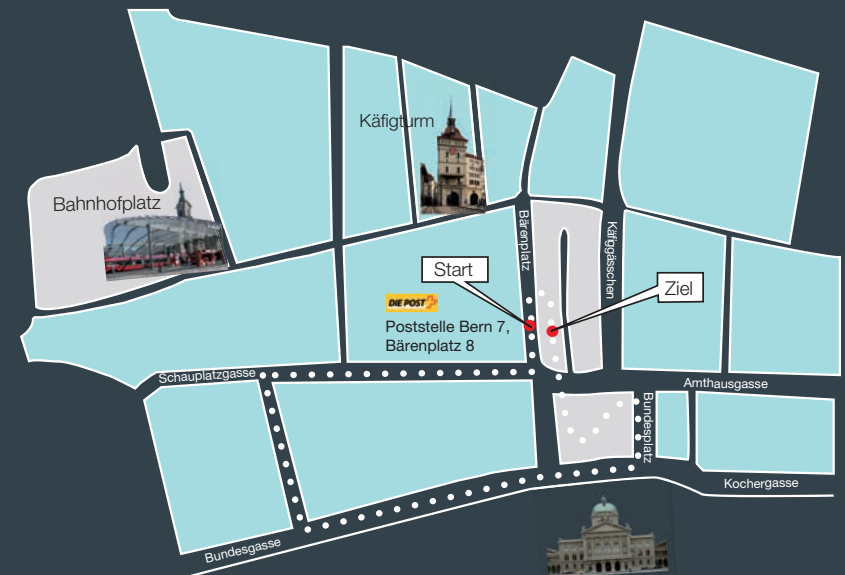 Käfigturm
Bahnhofplatz
Bärenplatz
Käfiggässchen
Start
Ziel
DIE POST
Poststelle Bern 7,
Bärenplatz 8
Schauplatzgasse
Amthausgasse
Bundesplatz
Kochergasse
Bundesgasse